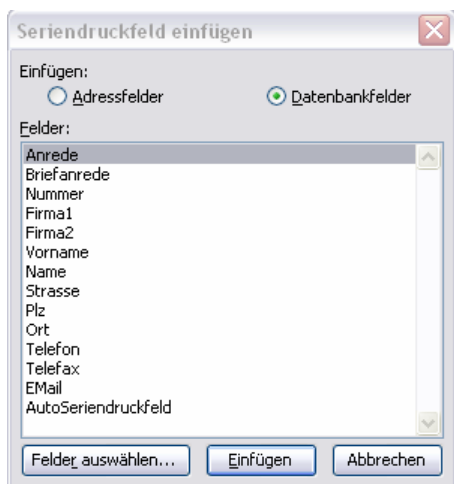 Seriendruckfeld einfügen
Einfügen:
Adressfelder Datenbankfelder
Felder:
Anrede
Briefanrede
Nummer
Firma1
Firma2
Vorname
Name
Strasse
Plz
Ort
Telefon
Telefax
EMail
AutoSeriendruckfeld
Felder auswählen... Einfügen Abbrechen